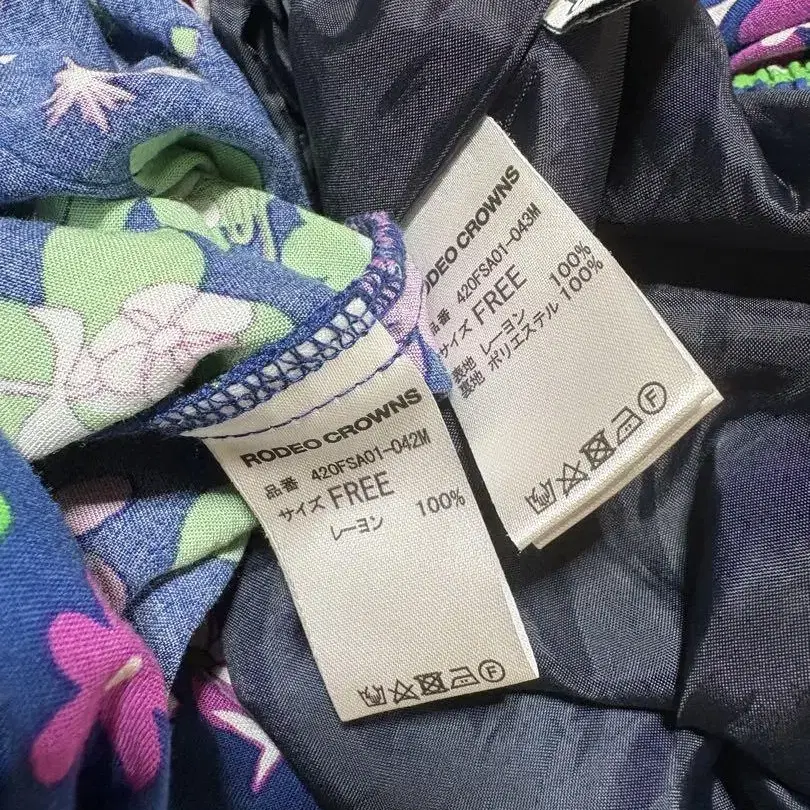 RODEO CROWNS
品番 420FSA01-042M
サイズ FREE
レーヨン 100%
F
RODEO CROWNS
品番 420FSA01-043M
サイズ FREE
表地 レーヨン 100%
裏地 ポリエステル 100%
F